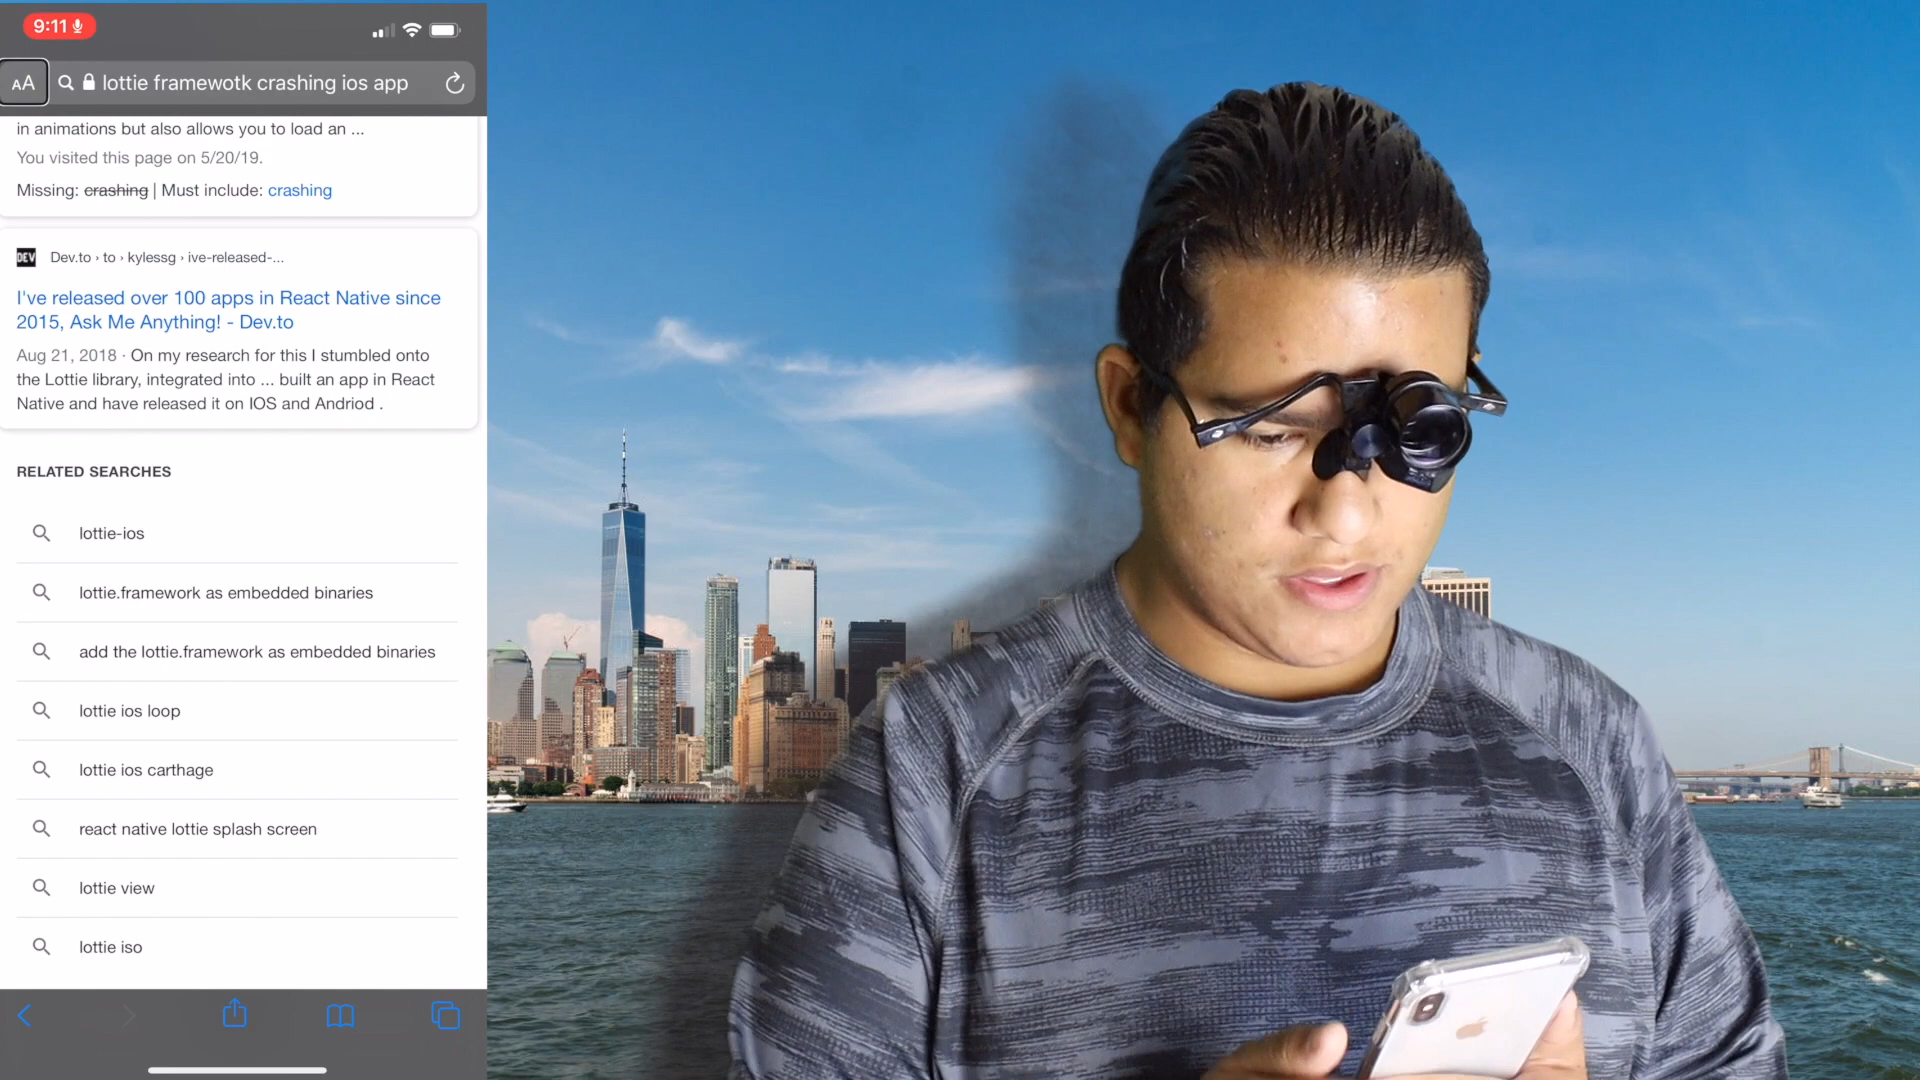 9:11
AA lottie framewotk crashing ios app
in animations but also allows you to load an ...
You visited this page on 5/20/19.
Missing: crashing | Must include: crashing
DEV Dev.to › to › kylessg › ive-released-...
I've released over 100 apps in React Native since
2015, Ask Me Anything! - Dev.to
Aug 21, 2018 · On my research for this I stumbled onto
the Lottie library, integrated into ... built an app in React
Native and have released it on IOS and Andriod .
RELATED SEARCHES
lottie-ios
lottie.framework as embedded binaries
add the lottie.framework as embedded binaries
lottie ios loop
lottie ios carthage
react native lottie splash screen
lottie view
lottie iso